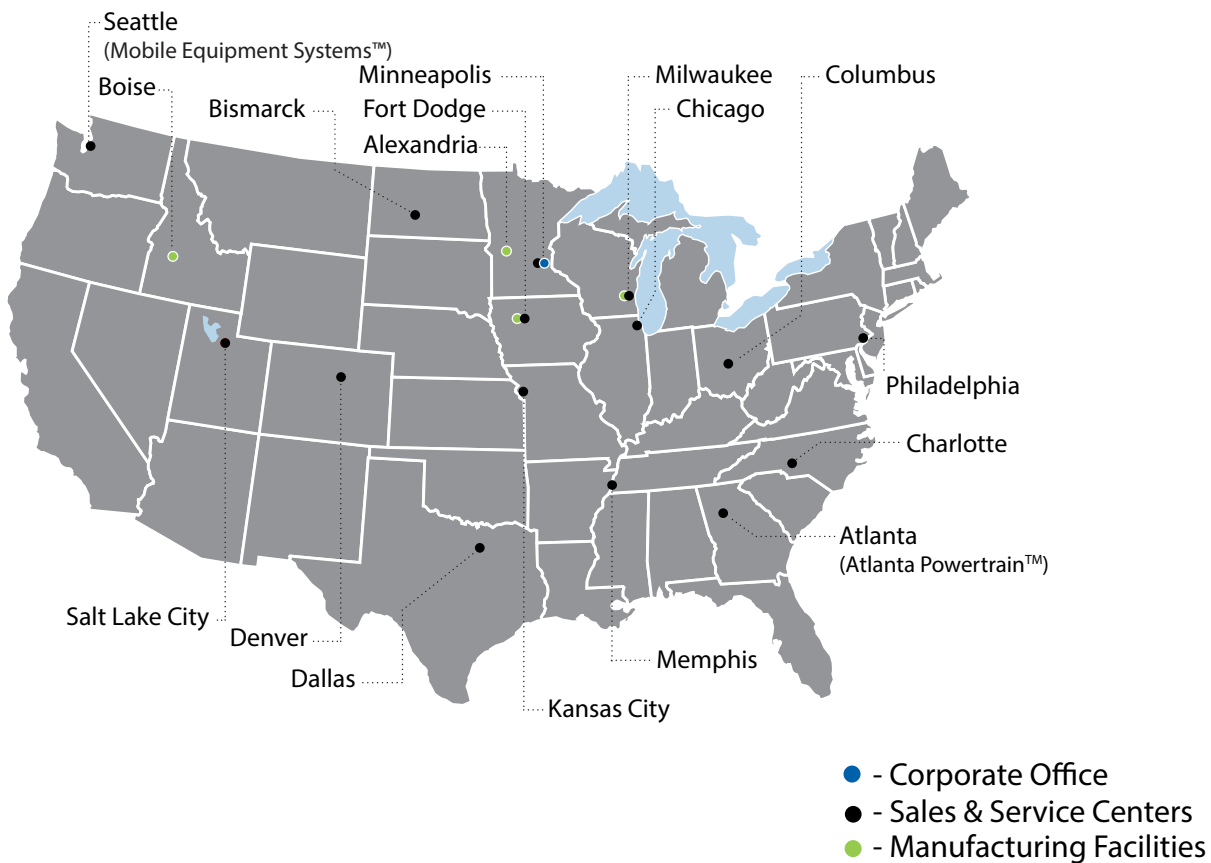 Seattle
(Mobile Equipment Systems™)
Minneapolis
Milwaukee
Columbus
Boise
Bismarck
Fort Dodge
Chicago
Alexandria
Philadelphia
Charlotte
Atlanta
(Atlanta Powertrain™)
Salt Lake City
Denver
Memphis
Dallas
Kansas City
- Corporate Office
- Sales & Service Centers
- Manufacturing Facilities